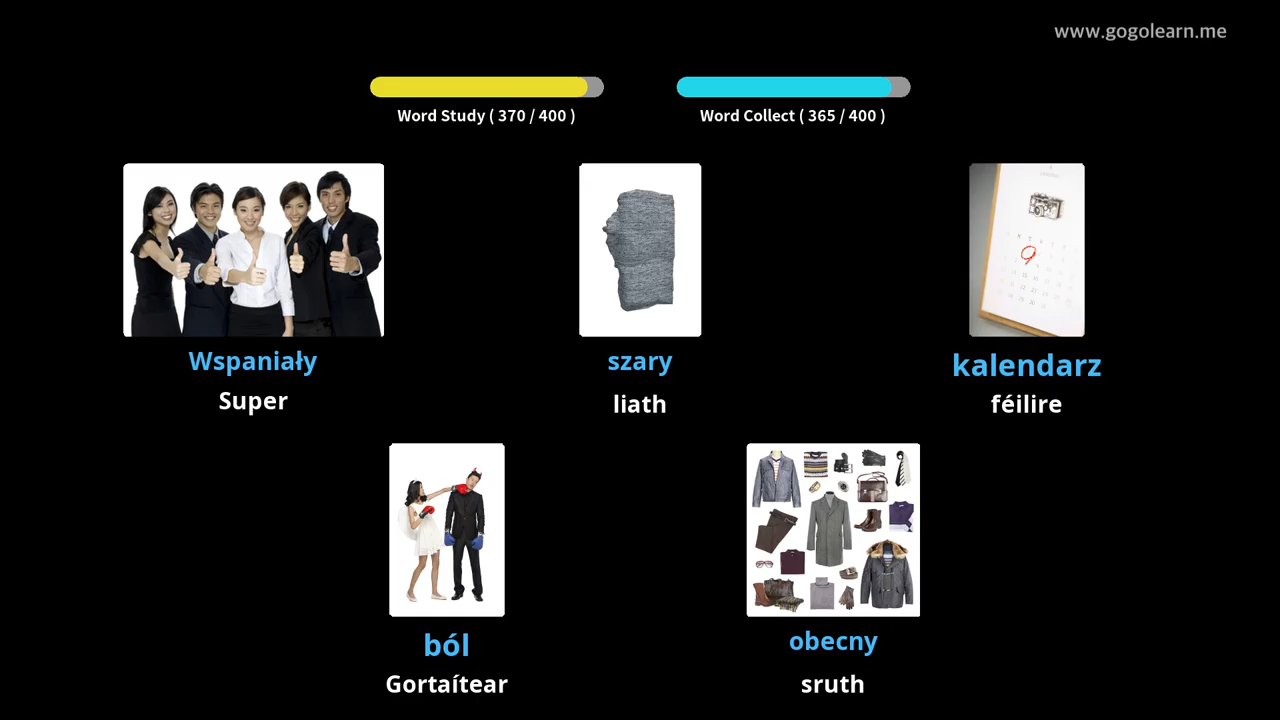 www.gogolearn.me
Word Study ( 370 / 400 )
Word Collect ( 365 / 400 )
Wspaniały
Super
szary
liath
kalendarz
féilire
ból
Gortaítear
obecny
sruth